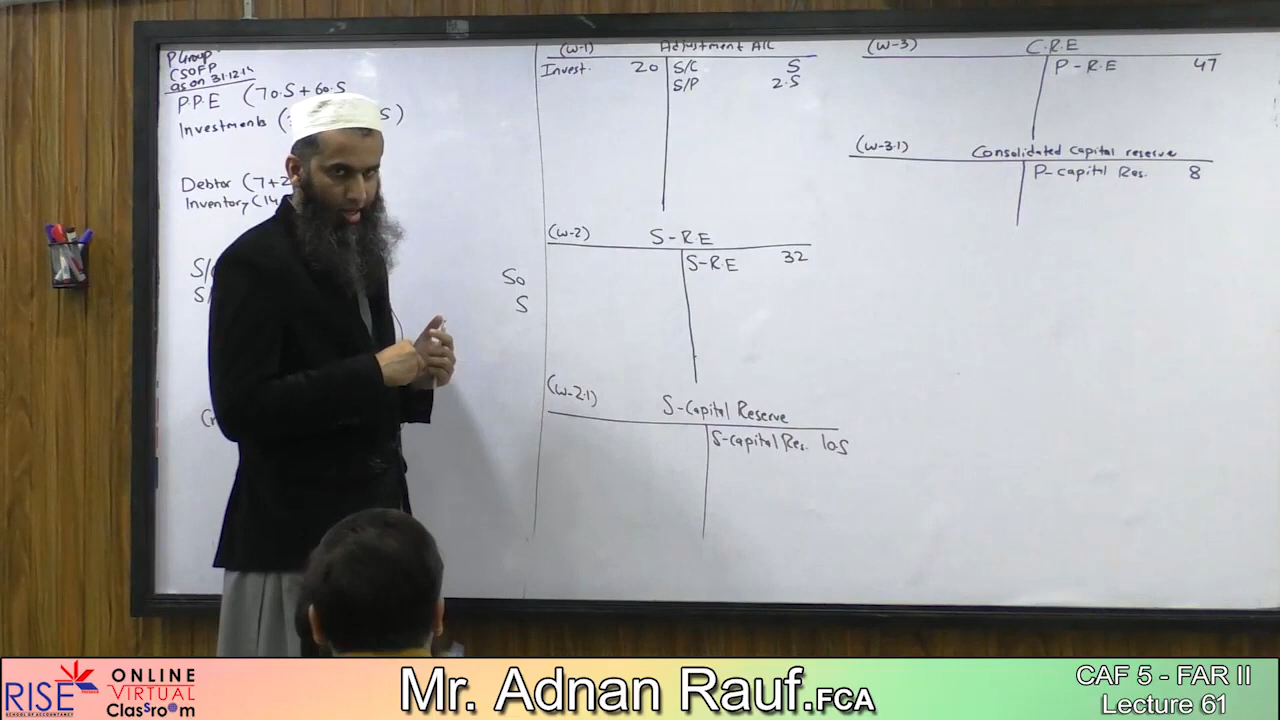 P Group
CSOFP
as on 31.12.14
P.P.E (70.5 + 60.5
Investments ( 5)
Debtor (7+2
Inventory (14
S/
S/
50
5
(W-1) Adjustment A/C
Invest. 20 S/C 5
S/P 2.5
(W-2) S-R.E
S-R.E 32
(W-2.1) S-Capital Reserve
S-capital Res. 10.5
(W-3) C.R.E
P-R.E 47
(W-3.1) Consolidated capital reserve
P-capital Res. 8
RISE
SCHOOL OF ACCOUNTANCY
ONLINE
VIRTUAL
Classroom
Mr. Adnan Rauf.FCA
CAF 5 - FAR II
Lecture 61